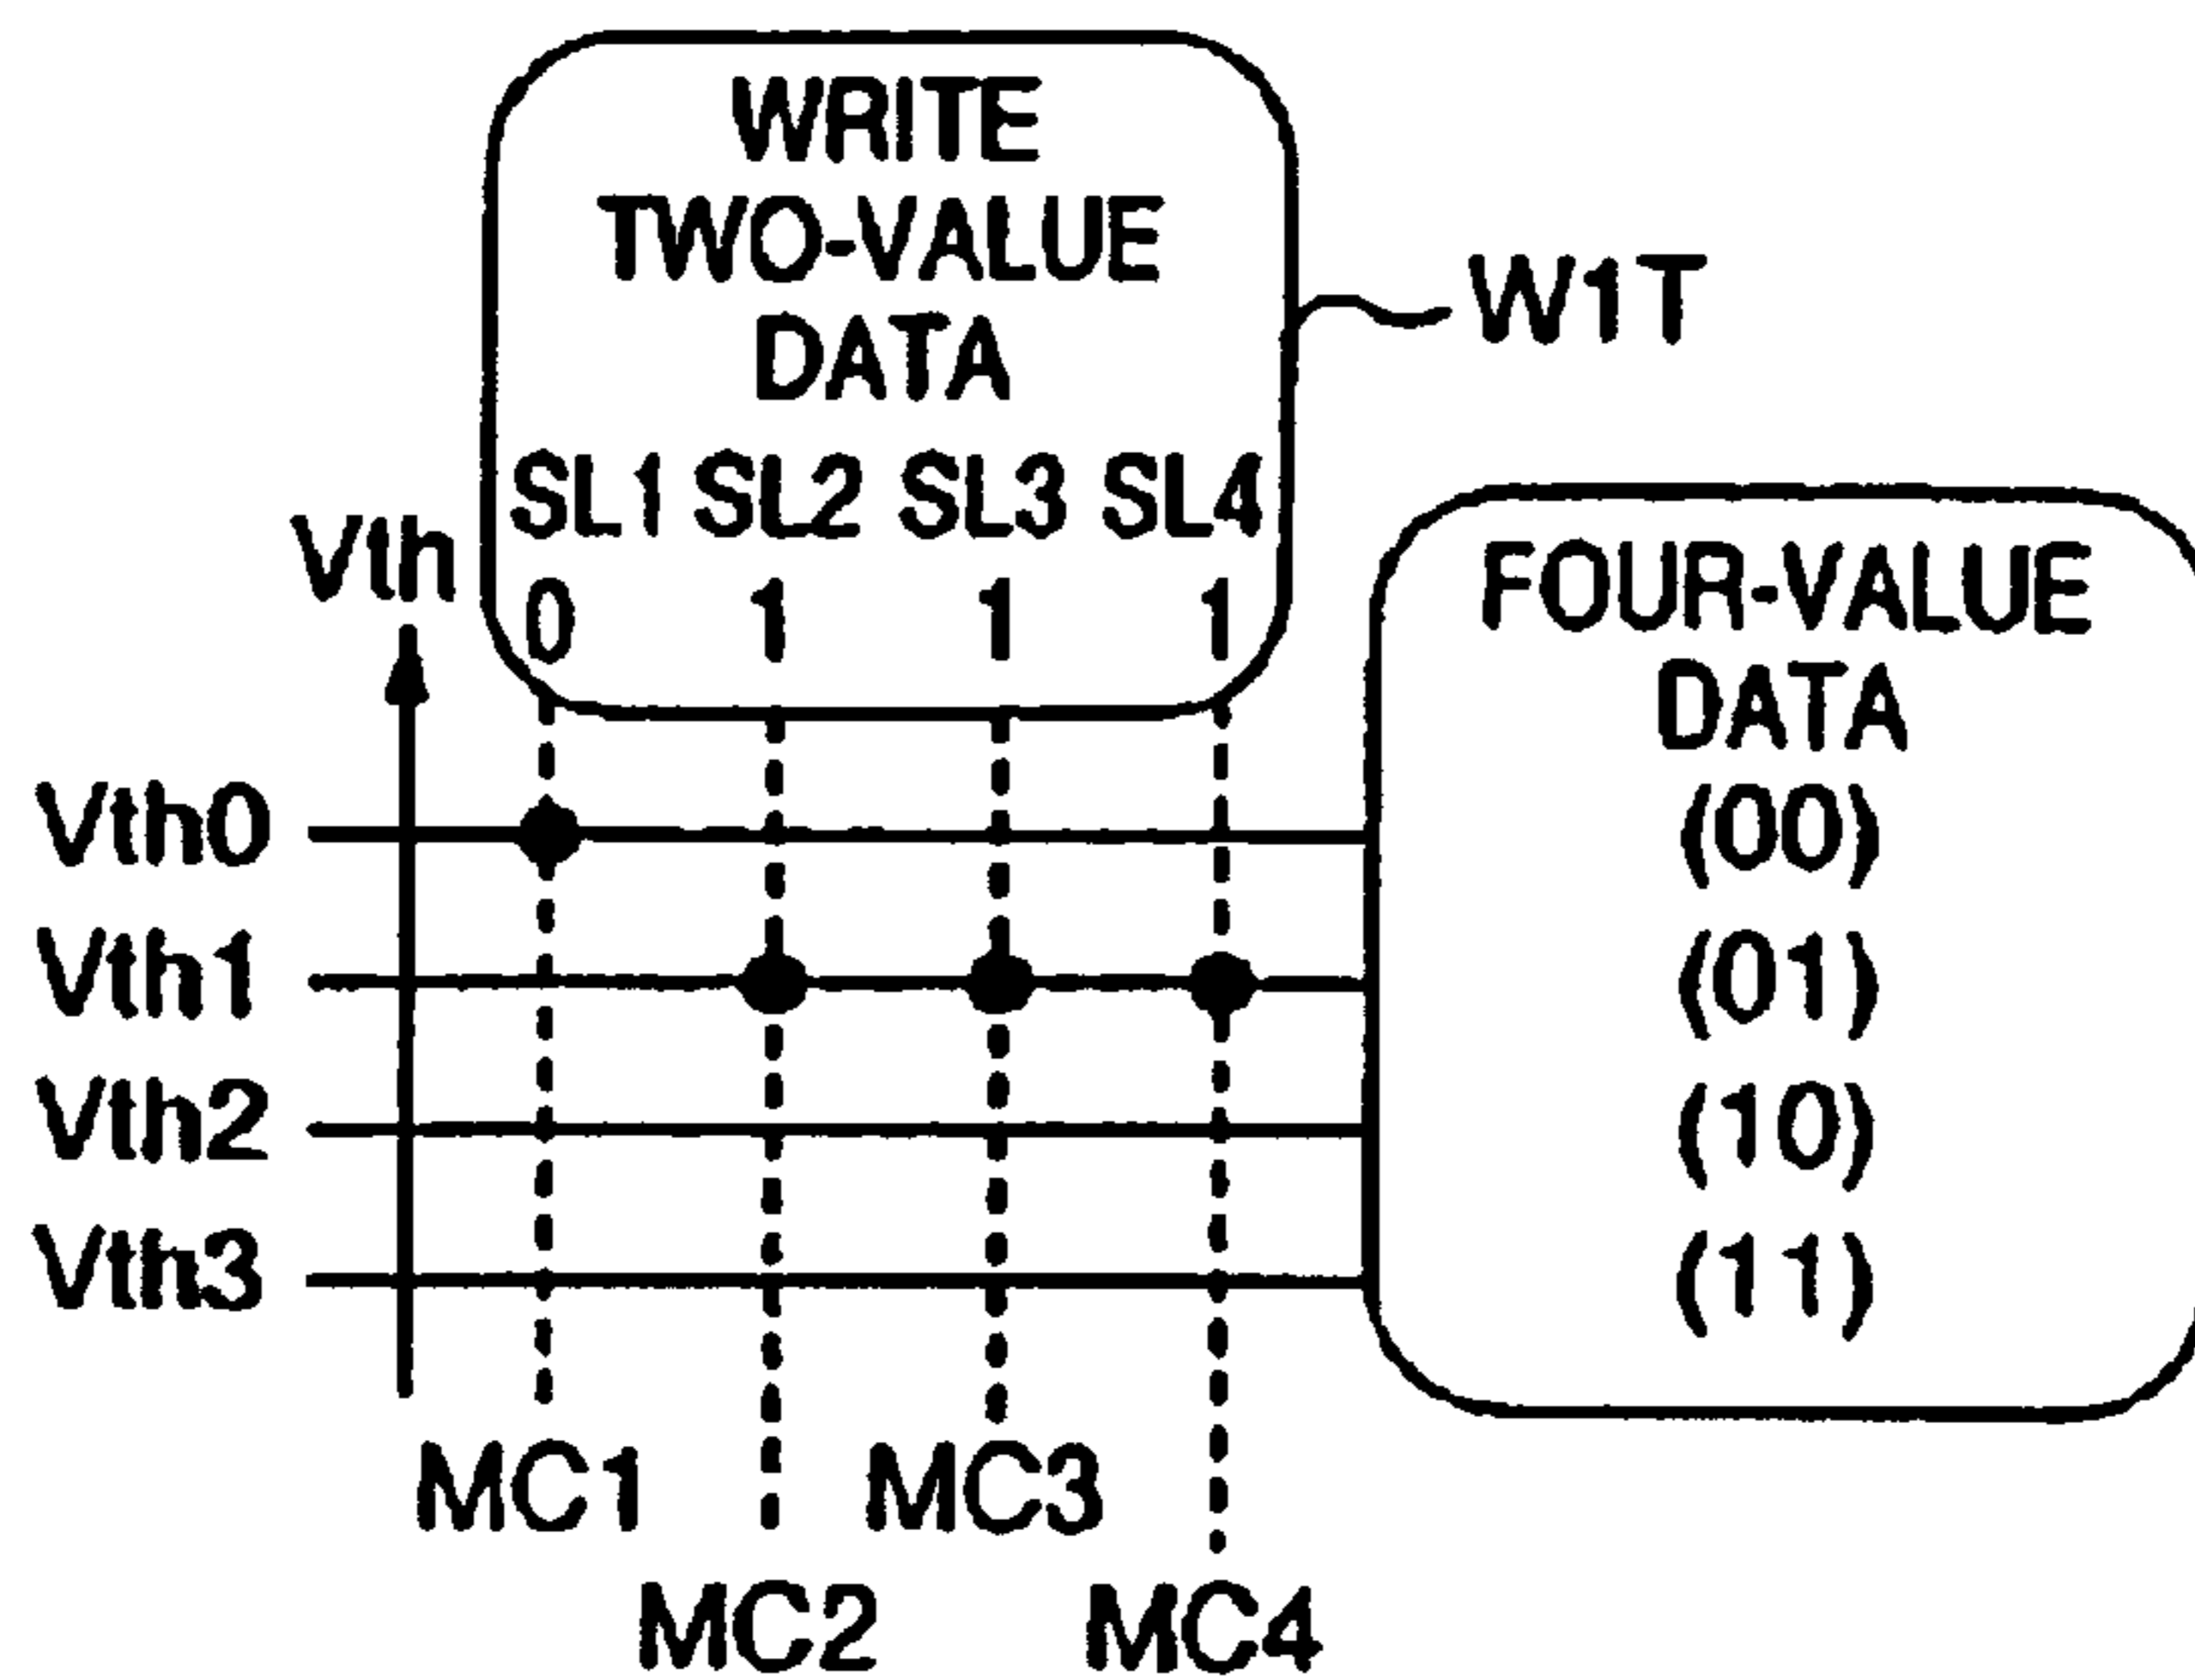 WRITE
TWO-VALUE
DATA
W1T
SL1 SL2 SL3 SL4
0 1 1 1
Vth
FOUR-VALUE
DATA
Vth0 (00)
Vth1 (01)
Vth2 (10)
Vth3 (11)
MC1 MC3
MC2 MC4